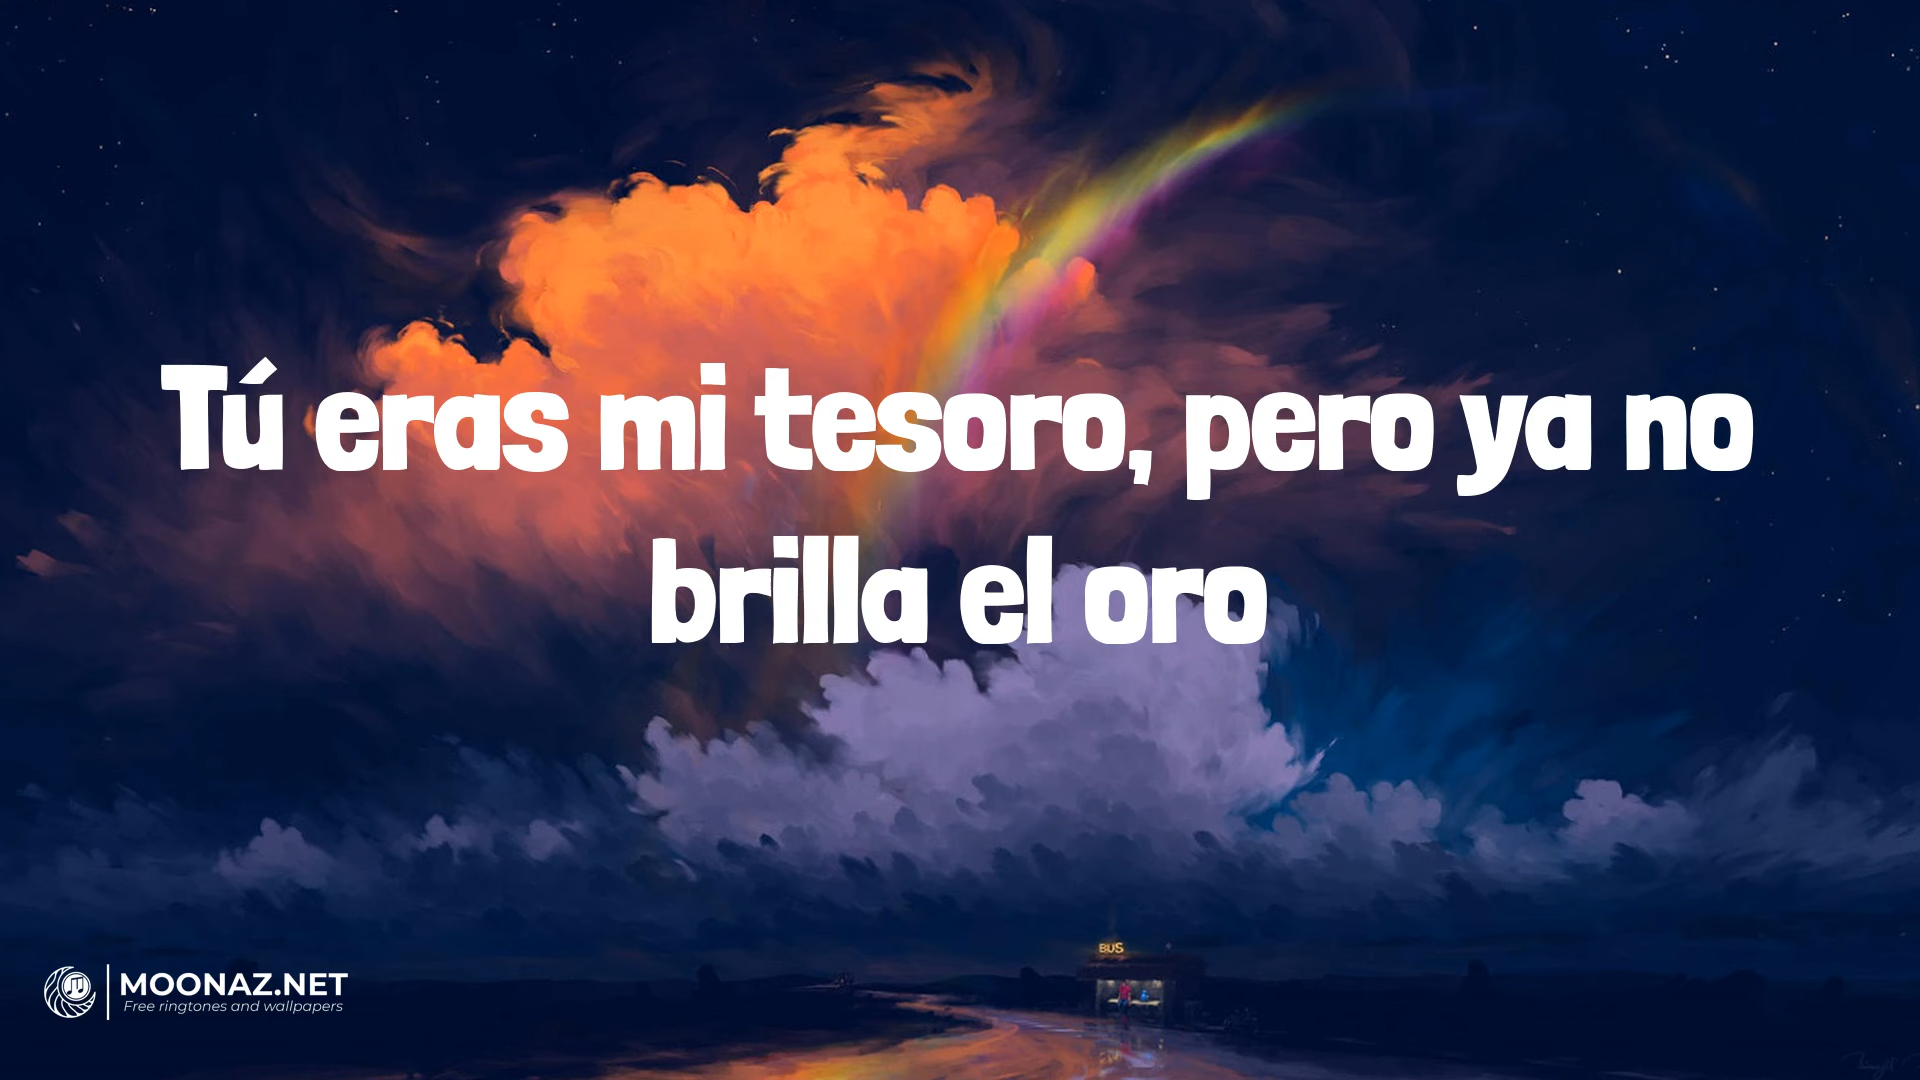 Tú eras mi tesoro, pero ya no
brilla el oro
BUS
MOONAZ.NET
Free ringtones and wallpapers